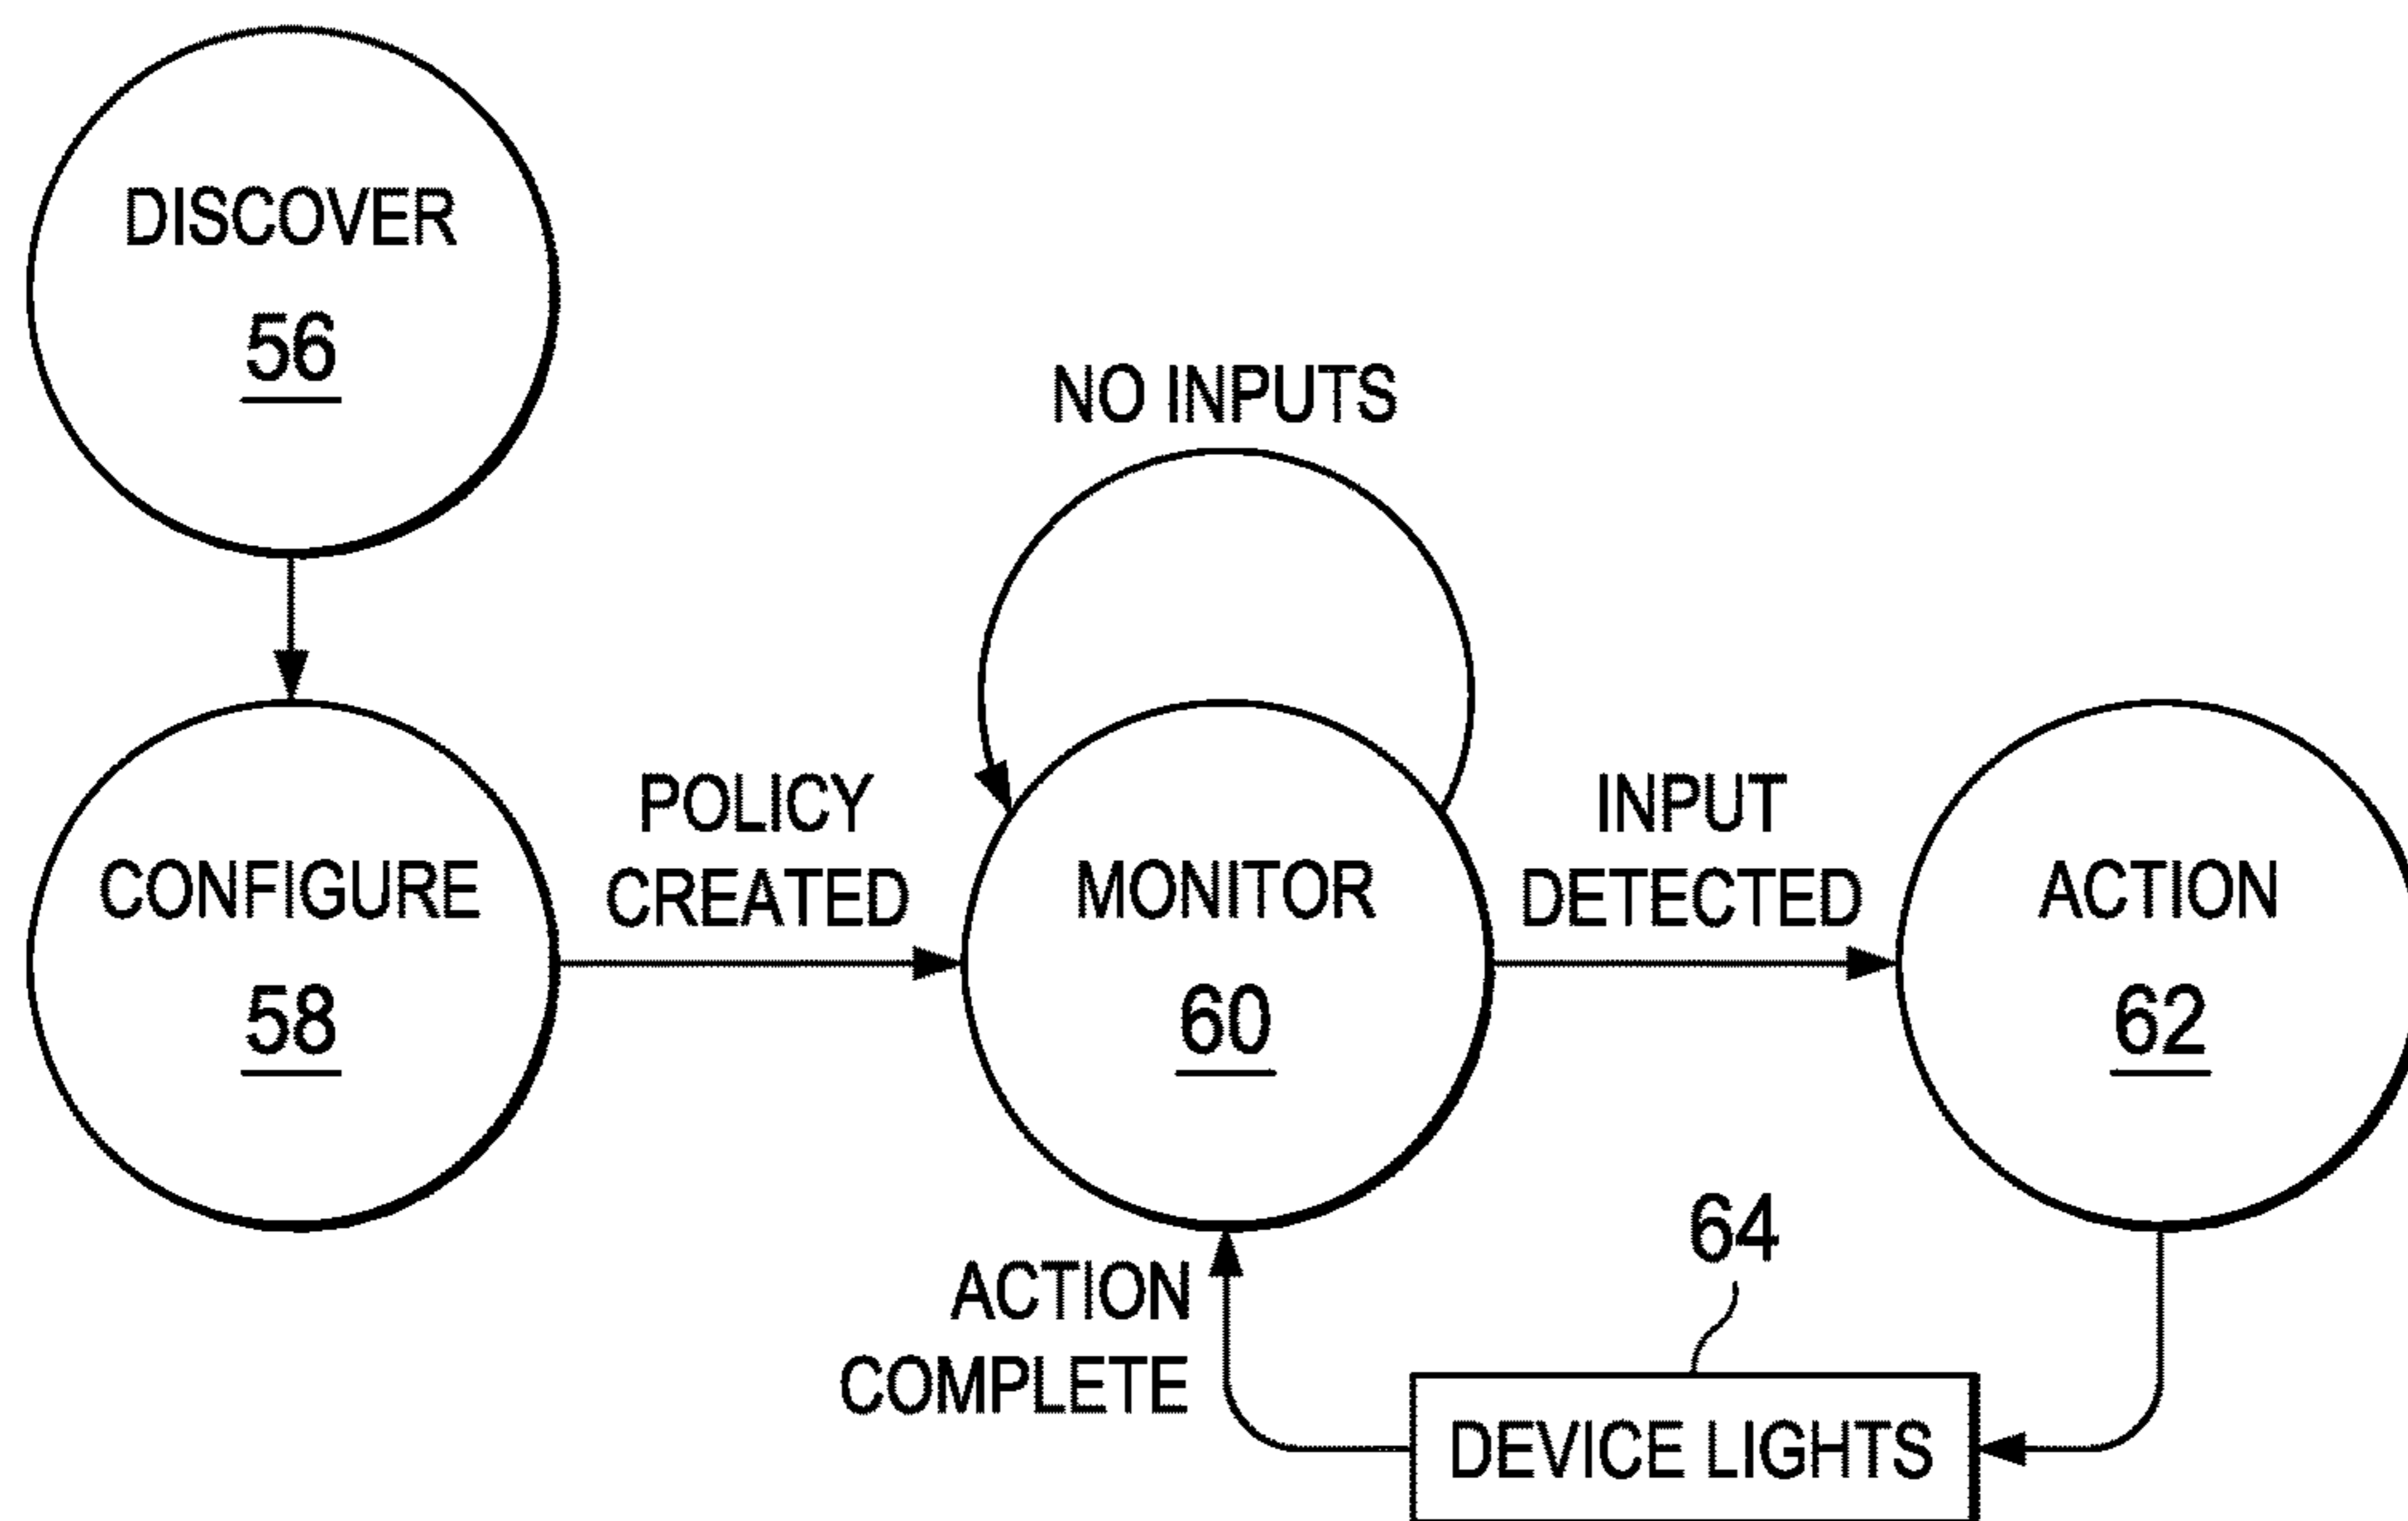 DISCOVER
56
NO INPUTS
CONFIGURE
58
POLICY
CREATED
MONITOR
60
INPUT
DETECTED
ACTION
62
ACTION
COMPLETE
64
DEVICE LIGHTS